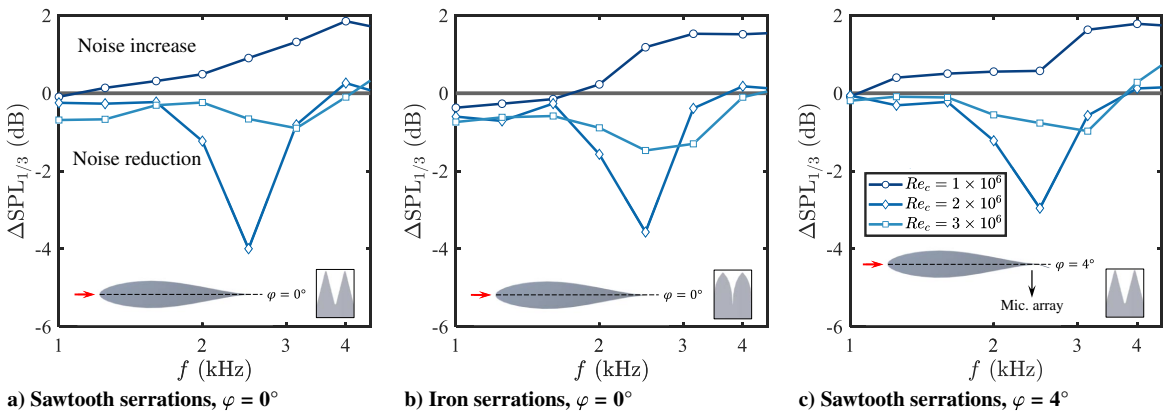 2
0
-2
-4
-6
ΔSPL1/3 (dB)
Noise increase
Noise reduction
φ = 0°
1
2
3
4
f (kHz)
a) Sawtooth serrations, φ = 0°
2
0
-2
-4
-6
ΔSPL1/3 (dB)
φ = 0°
1
2
3
4
f (kHz)
b) Iron serrations, φ = 0°
2
0
-2
-4
-6
ΔSPL1/3 (dB)
Rec = 1 × 10⁶
Rec = 2 × 10⁶
Rec = 3 × 10⁶
φ = 4°
Mic. array
1
2
3
4
f (kHz)
c) Sawtooth serrations, φ = 4°